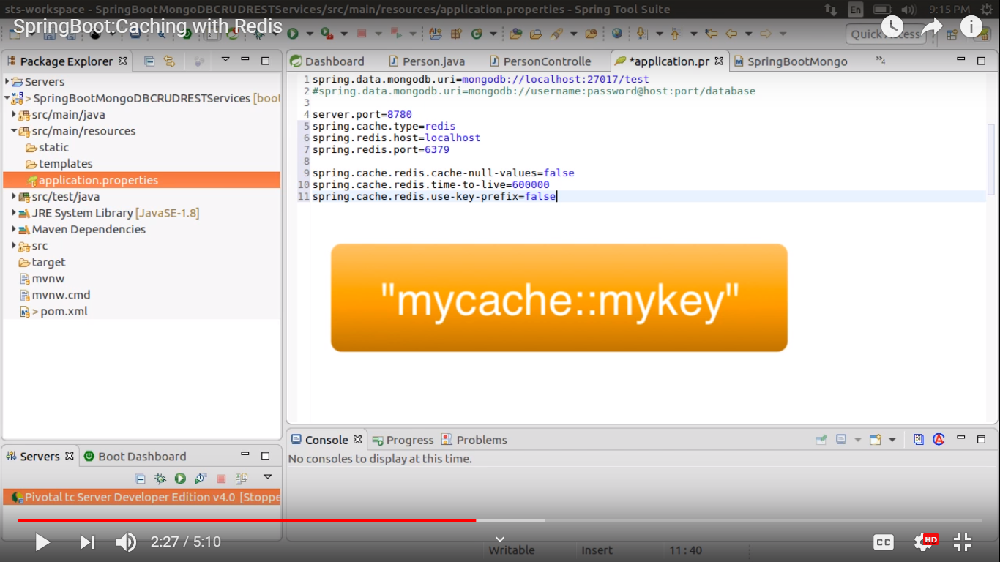 sts-workspace - SpringBootMongoDBCRUDRESTServices/src/main/resources/application.properties - Spring Tool Suite
En
9:15 PM
SpringBoot:Caching with Redis
Quick Access
Package Explorer
Servers
> SpringBootMongoDBCRUDRESTServices [boot
src/main/java
src/main/resources
static
templates
application.properties
src/test/java
JRE System Library [JavaSE-1.8]
Maven Dependencies
src
target
mvnw
mvnw.cmd
> pom.xml
Dashboard
Person.java
PersonControlle
*application.pr
SpringBootMongo
»4
1 spring.data.mongodb.uri=mongodb://localhost:27017/test
2 #spring.data.mongodb.uri=mongodb://username:password@host:port/database
3
4 server.port=8780
5 spring.cache.type=redis
6 spring.redis.host=localhost
7 spring.redis.port=6379
8
9 spring.cache.redis.cache-null-values=false
10 spring.cache.redis.time-to-live=600000
11 spring.cache.redis.use-key-prefix=false
"mycache::mykey"
Console
Progress
Problems
No consoles to display at this time.
Servers
Boot Dashboard
Pivotal tc Server Developer Edition v4.0 [Stoppe
2:27 / 5:10
CC
HD
Writable
Insert
11:40